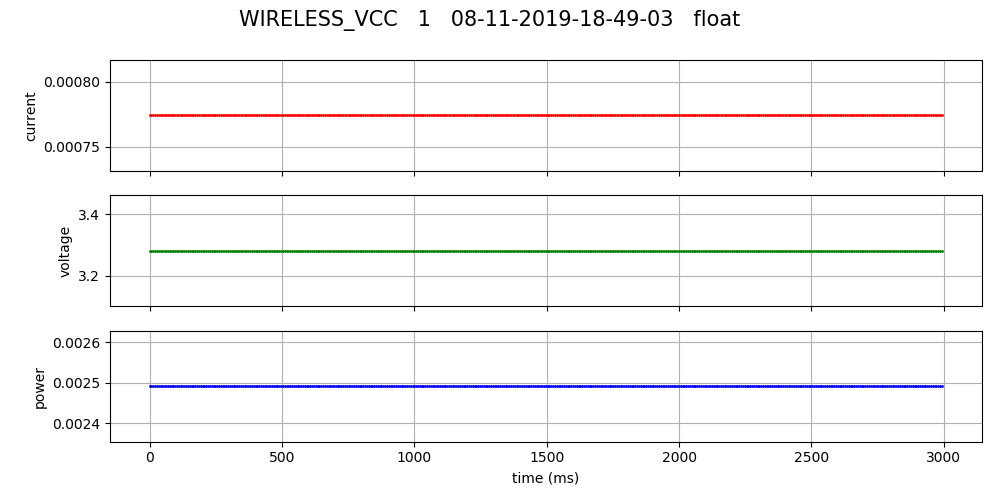 WIRELESS_VCC 1 08-11-2019-18-49-03 float
0.00080
0.00075
current
3.4
3.2
voltage
0.0026
0.0025
0.0024
power
0 500 1000 1500 2000 2500 3000
time (ms)